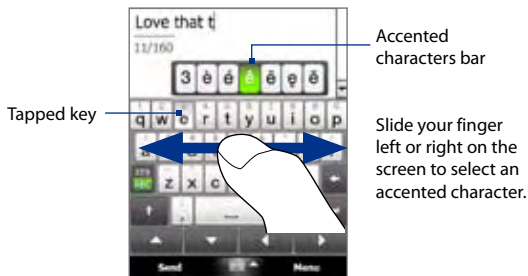 Love that t
11/160
3 è é ê ë ę ě
Accented
characters bar
Tapped key
q w e r t y u i o p
Slide your finger
left or right on the
screen to select an
accented character.
ABC z x c
Send Menu